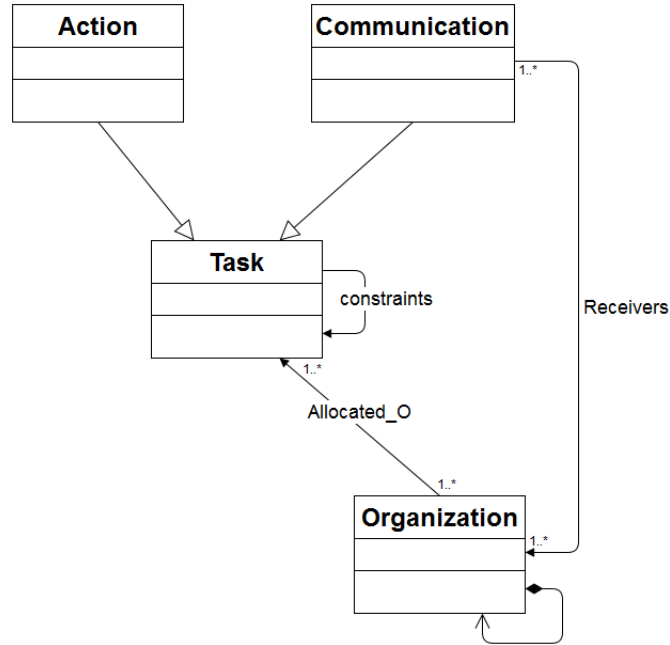 Action
Communication
1..*
Task
constraints
Receivers
1..*
Allocated_O
1..*
Organization
1..*